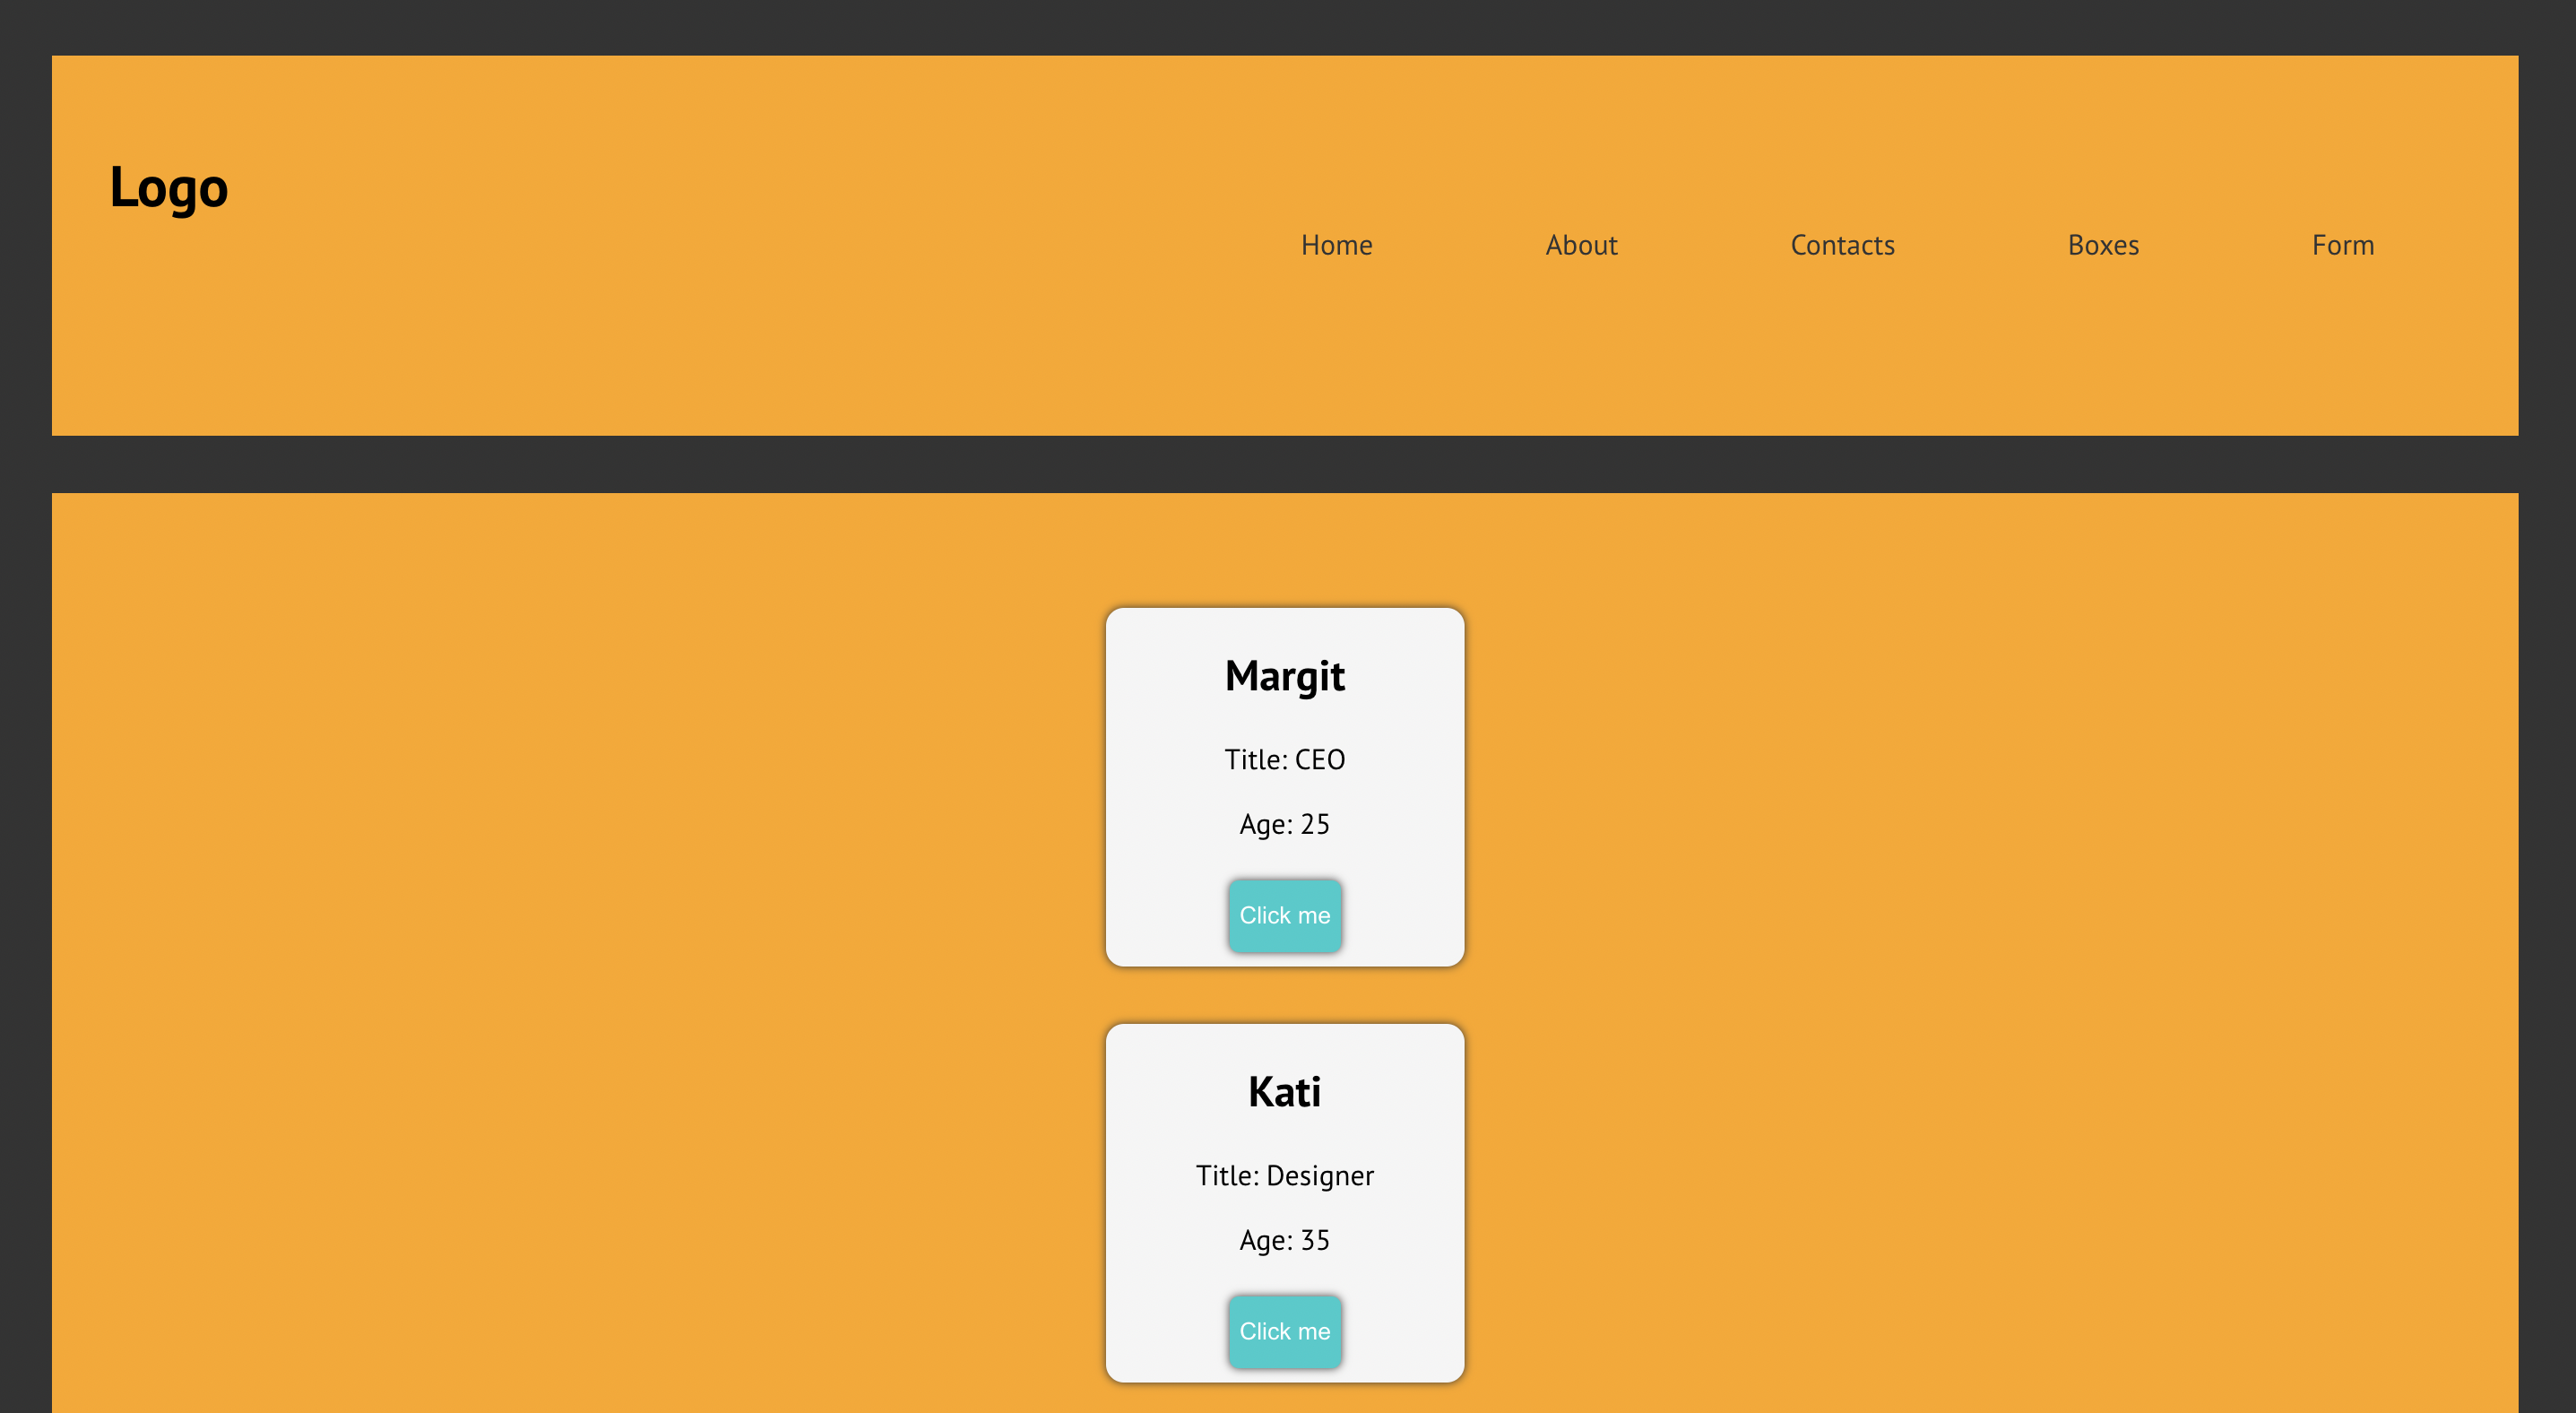 Logo
Home About Contacts Boxes Form
Margit
Title: CEO
Age: 25
Click me
Kati
Title: Designer
Age: 35
Click me